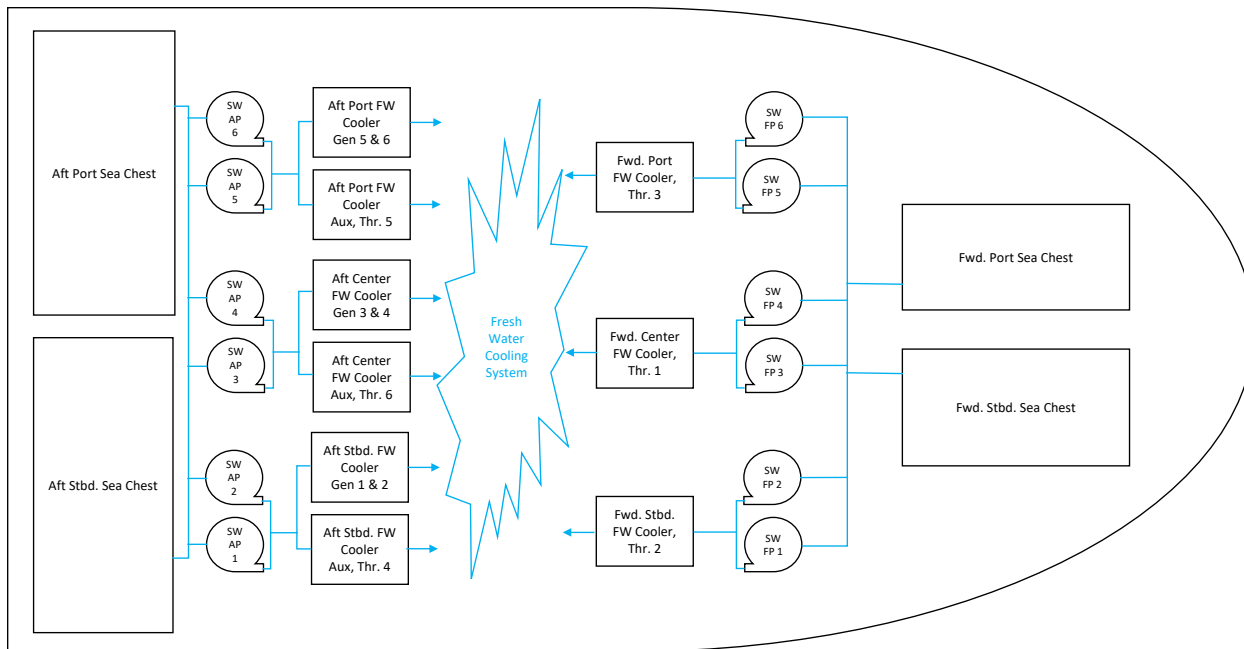 Aft Port Sea Chest
Aft Stbd. Sea Chest
SW
AP
6
SW
AP
5
SW
AP
4
SW
AP
3
SW
AP
2
SW
AP
1
Aft Port FW
Cooler
Gen 5 & 6
Aft Port FW
Cooler
Aux, Thr. 5
Aft Center
FW Cooler
Gen 3 & 4
Aft Center
FW Cooler
Aux, Thr. 6
Aft Stbd. FW
Cooler
Gen 1 & 2
Aft Stbd. FW
Cooler
Aux, Thr. 4
Fresh
Water
Cooling
System
Fwd. Port
FW Cooler,
Thr. 3
Fwd. Center
FW Cooler,
Thr. 1
Fwd. Stbd.
FW Cooler,
Thr. 2
SW
FP 6
SW
FP 5
SW
FP 4
SW
FP 3
SW
FP 2
SW
FP 1
Fwd. Port Sea Chest
Fwd. Stbd. Sea Chest